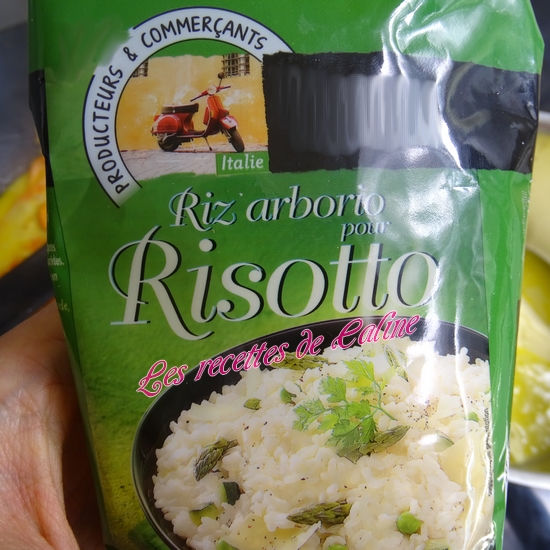 PRODUCTEURS & COMMERÇANTS
Italie
Riz arborio
pour
Risotto
Les recettes de Caline